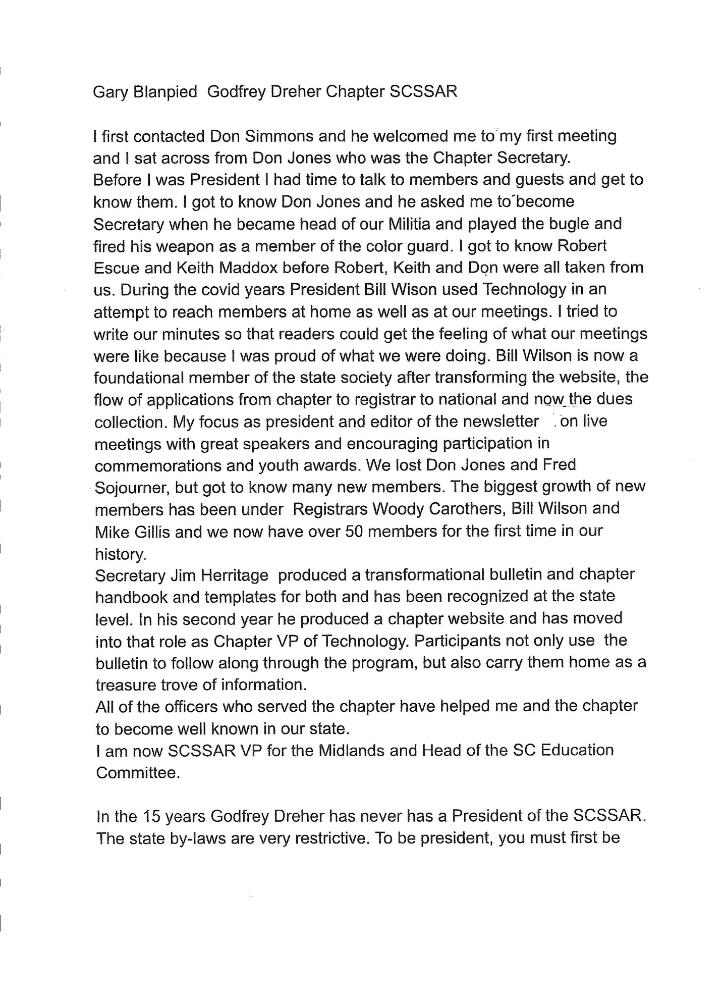 Gary Blanpied  Godfrey Dreher Chapter SCSSAR
I first contacted Don Simmons and he welcomed me to my first meeting
and I sat across from Don Jones who was the Chapter Secretary.
Before I was President I had time to talk to members and guests and get to
know them. I got to know Don Jones and he asked me to become
Secretary when he became head of our Militia and played the bugle and
fired his weapon as a member of the color guard. I got to know Robert
Escue and Keith Maddox before Robert, Keith and Don were all taken from
us. During the covid years President Bill Wison used Technology in an
attempt to reach members at home as well as at our meetings. I tried to
write our minutes so that readers could get the feeling of what our meetings
were like because I was proud of what we were doing. Bill Wilson is now a
foundational member of the state society after transforming the website, the
flow of applications from chapter to registrar to national and now the dues
collection. My focus as president and editor of the newsletter on live
meetings with great speakers and encouraging participation in
commemorations and youth awards. We lost Don Jones and Fred
Sojourner, but got to know many new members. The biggest growth of new
members has been under  Registrars Woody Carothers, Bill Wilson and
Mike Gillis and we now have over 50 members for the first time in our
history.
Secretary Jim Herritage  produced a transformational bulletin and chapter
handbook and templates for both and has been recognized at the state
level. In his second year he produced a chapter website and has moved
into that role as Chapter VP of Technology. Participants not only use  the
bulletin to follow along through the program, but also carry them home as a
treasure trove of information.
All of the officers who served the chapter have helped me and the chapter
to become well known in our state.
I am now SCSSAR VP for the Midlands and Head of the SC Education
Committee.
In the 15 years Godfrey Dreher has never has a President of the SCSSAR.
The state by-laws are very restrictive. To be president, you must first be